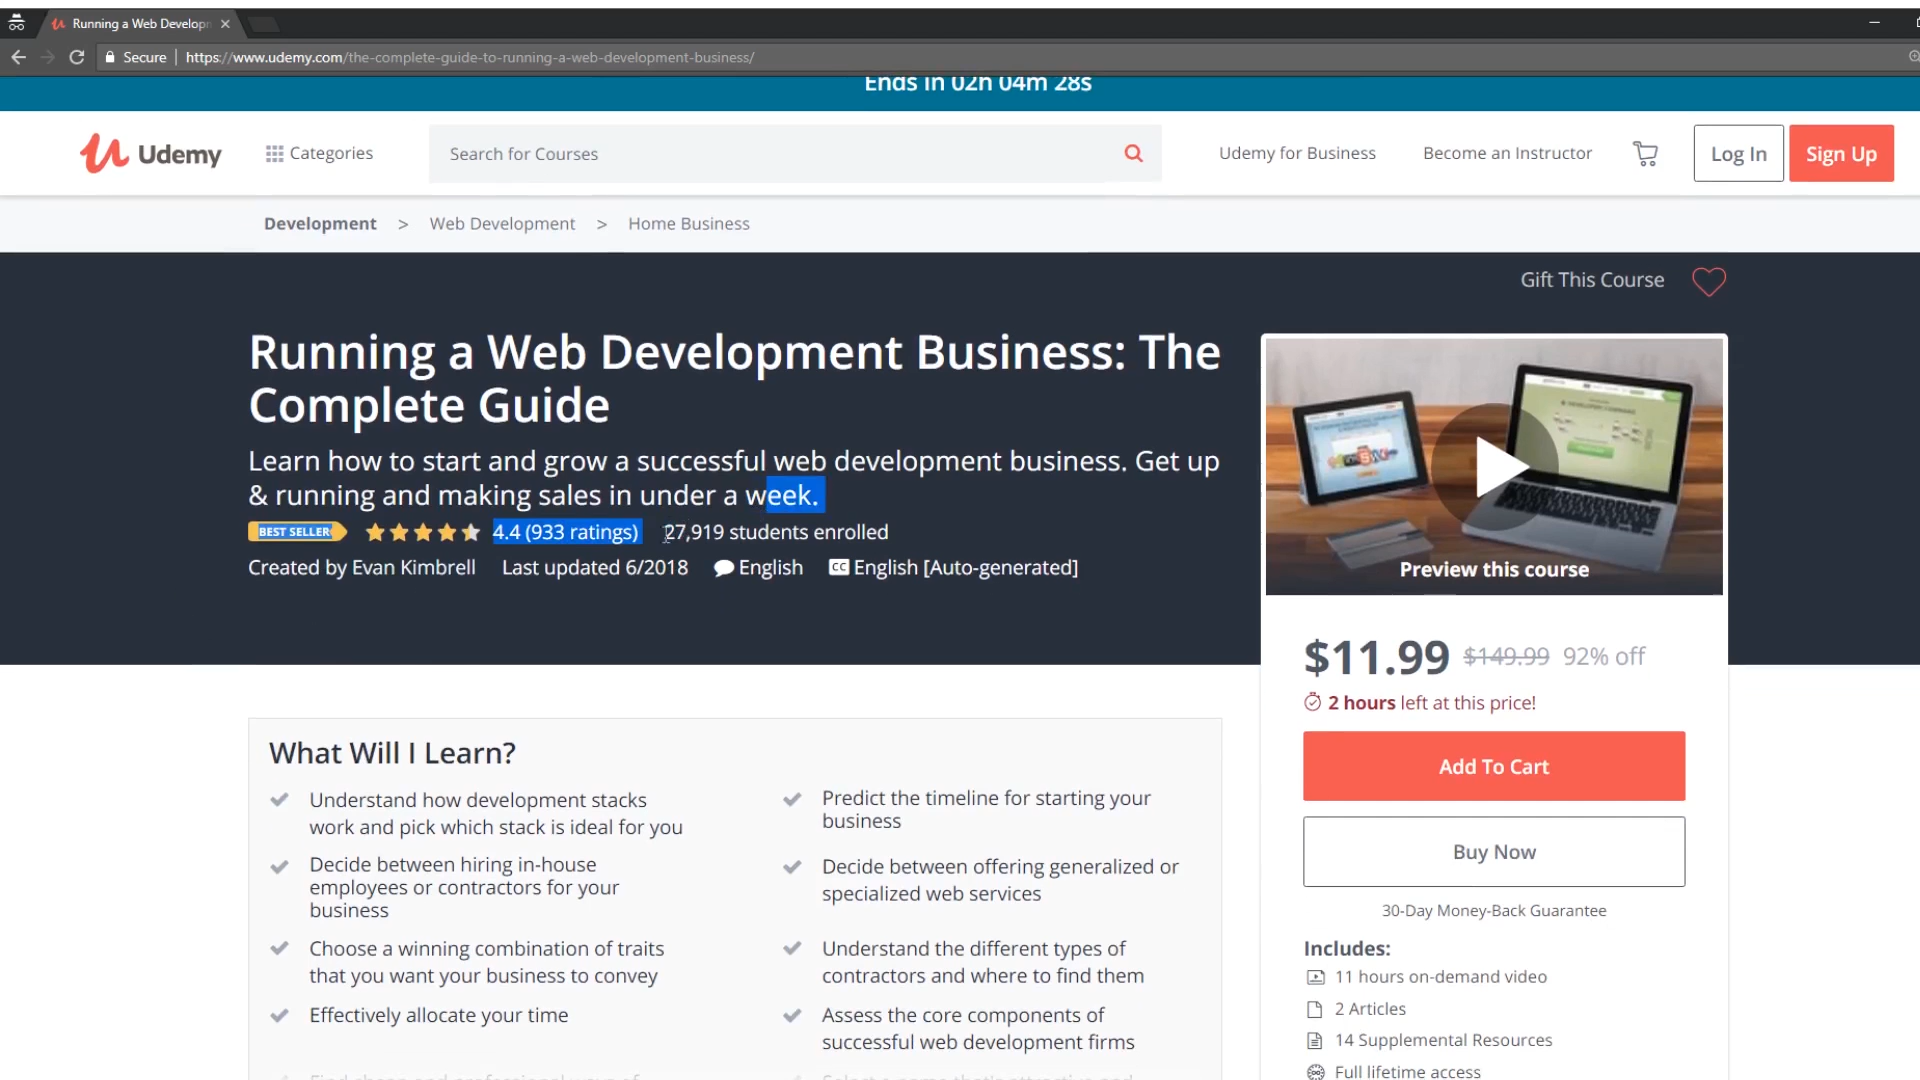 Running a Web Develop
Secure | https://www.udemy.com/the-complete-guide-to-running-a-web-development-business/
Ends in 02h 04m 28s
Udemy
Categories
Search for Courses
Udemy for Business
Become an Instructor
Log In
Sign Up
Development > Web Development > Home Business
Gift This Course
Running a Web Development Business: The
Complete Guide
Learn how to start and grow a successful web development business. Get up
& running and making sales in under a week.
BEST SELLER 4.4 (933 ratings) 27,919 students enrolled
Created by Evan Kimbrell Last updated 6/2018 English CC English [Auto-generated]
Preview this course
$11.99 $149.99 92% off
2 hours left at this price!
Add To Cart
Buy Now
30-Day Money-Back Guarantee
Includes:
11 hours on-demand video
2 Articles
14 Supplemental Resources
Full lifetime access
What Will I Learn?
Understand how development stacks
work and pick which stack is ideal for you
Decide between hiring in-house
employees or contractors for your
business
Choose a winning combination of traits
that you want your business to convey
Effectively allocate your time
Predict the timeline for starting your
business
Decide between offering generalized or
specialized web services
Understand the different types of
contractors and where to find them
Assess the core components of
successful web development firms